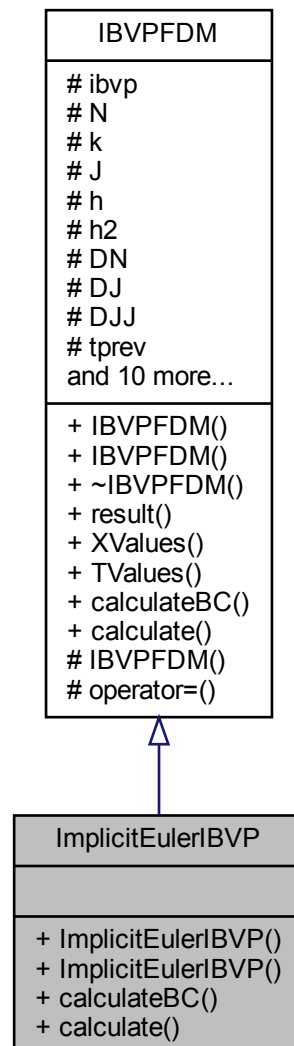 IBVPFDM
# ibvp
# N
# k
# J
# h
# h2
# DN
# DJ
# DJJ
# tprev
and 10 more...
+ IBVPFDM()
+ IBVPFDM()
+ ~IBVPFDM()
+ result()
+ XValues()
+ TValues()
+ calculateBC()
+ calculate()
# IBVPFDM()
# operator=()
ImplicitEulerIBVP
+ ImplicitEulerIBVP()
+ ImplicitEulerIBVP()
+ calculateBC()
+ calculate()